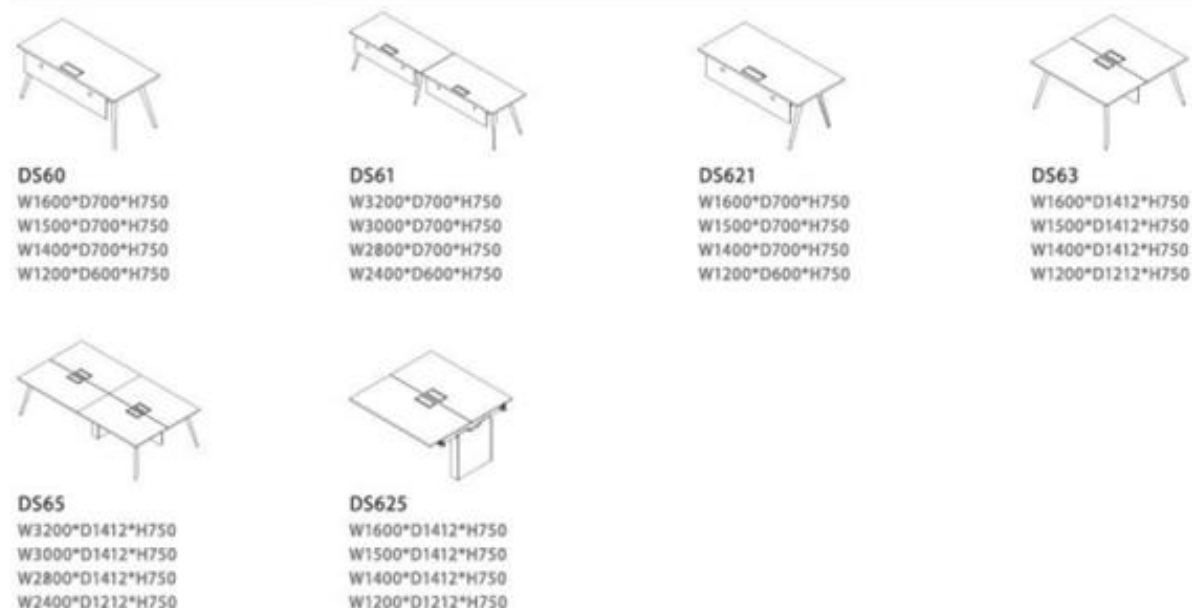 DS60
W1600*D700*H750
W1500*D700*H750
W1400*D700*H750
W1200*D600*H750
DS61
W3200*D700*H750
W3000*D700*H750
W2800*D700*H750
W2400*D600*H750
DS621
W1600*D700*H750
W1500*D700*H750
W1400*D700*H750
W1200*D600*H750
DS63
W1600*D1412*H750
W1500*D1412*H750
W1400*D1412*H750
W1200*D1212*H750
DS65
W3200*D1412*H750
W3000*D1412*H750
W2800*D1412*H750
W2400*D1212*H750
DS625
W1600*D1412*H750
W1500*D1412*H750
W1400*D1412*H750
W1200*D1212*H750